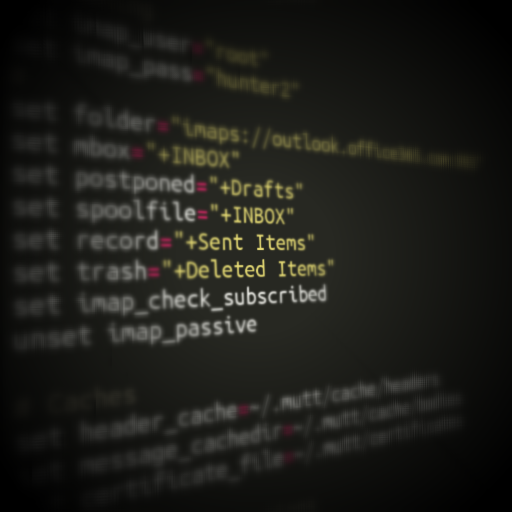 set imap_user="root"
set imap_pass="hunter2"
set folder="imaps://outlook.office365.com
set mbox="+INBOX"
set postponed="+Drafts"
set spoolfile="+INBOX"
set record="+Sent Items"
set trash="+Deleted Items"
set imap_check_subscribed
unset imap_passive
# Caches
set header_cache=~/.mutt/cache/headers
set message_cachedir=~/.mutt/cache/bodies
set certificate_file=~/.mutt/certificates